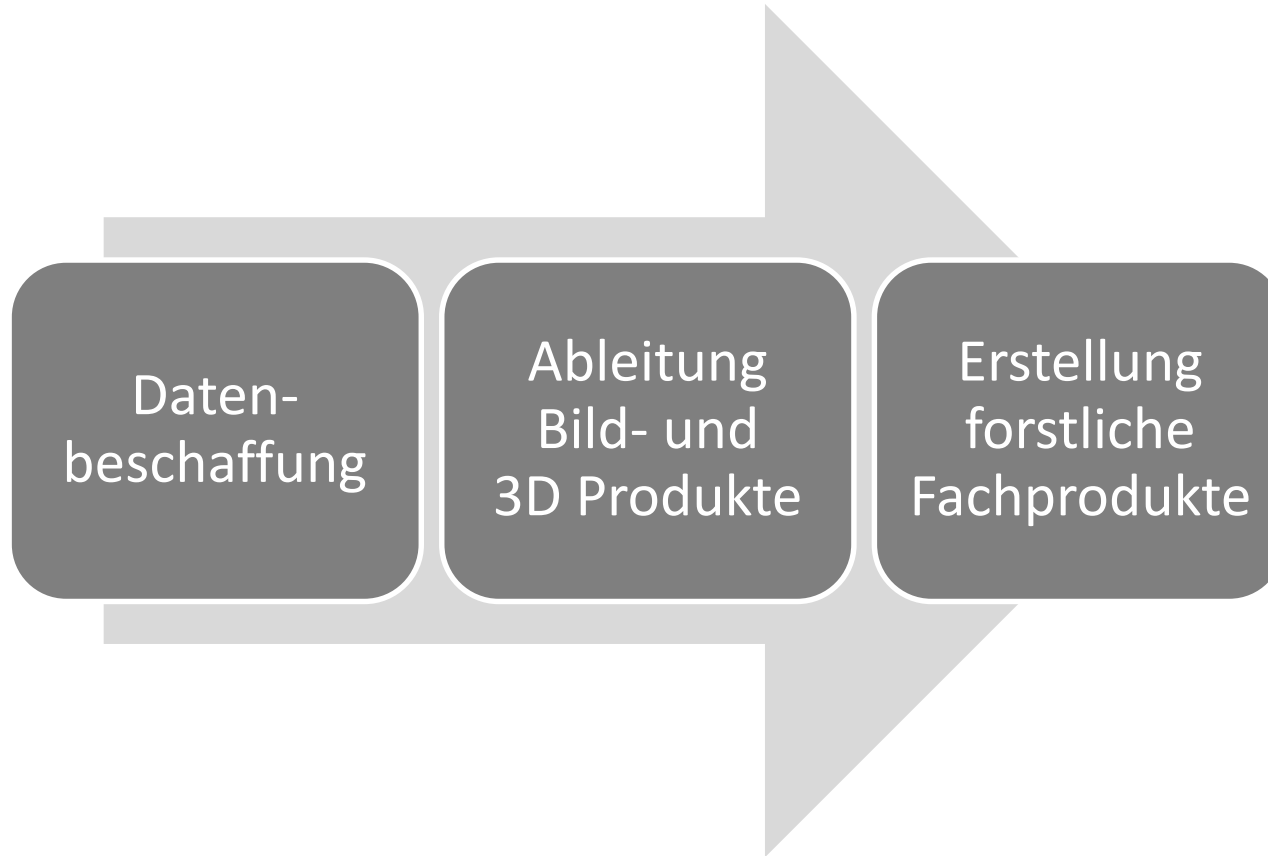 Daten-
beschaffung
Ableitung
Bild- und
3D Produkte
Erstellung
forstliche
Fachprodukte